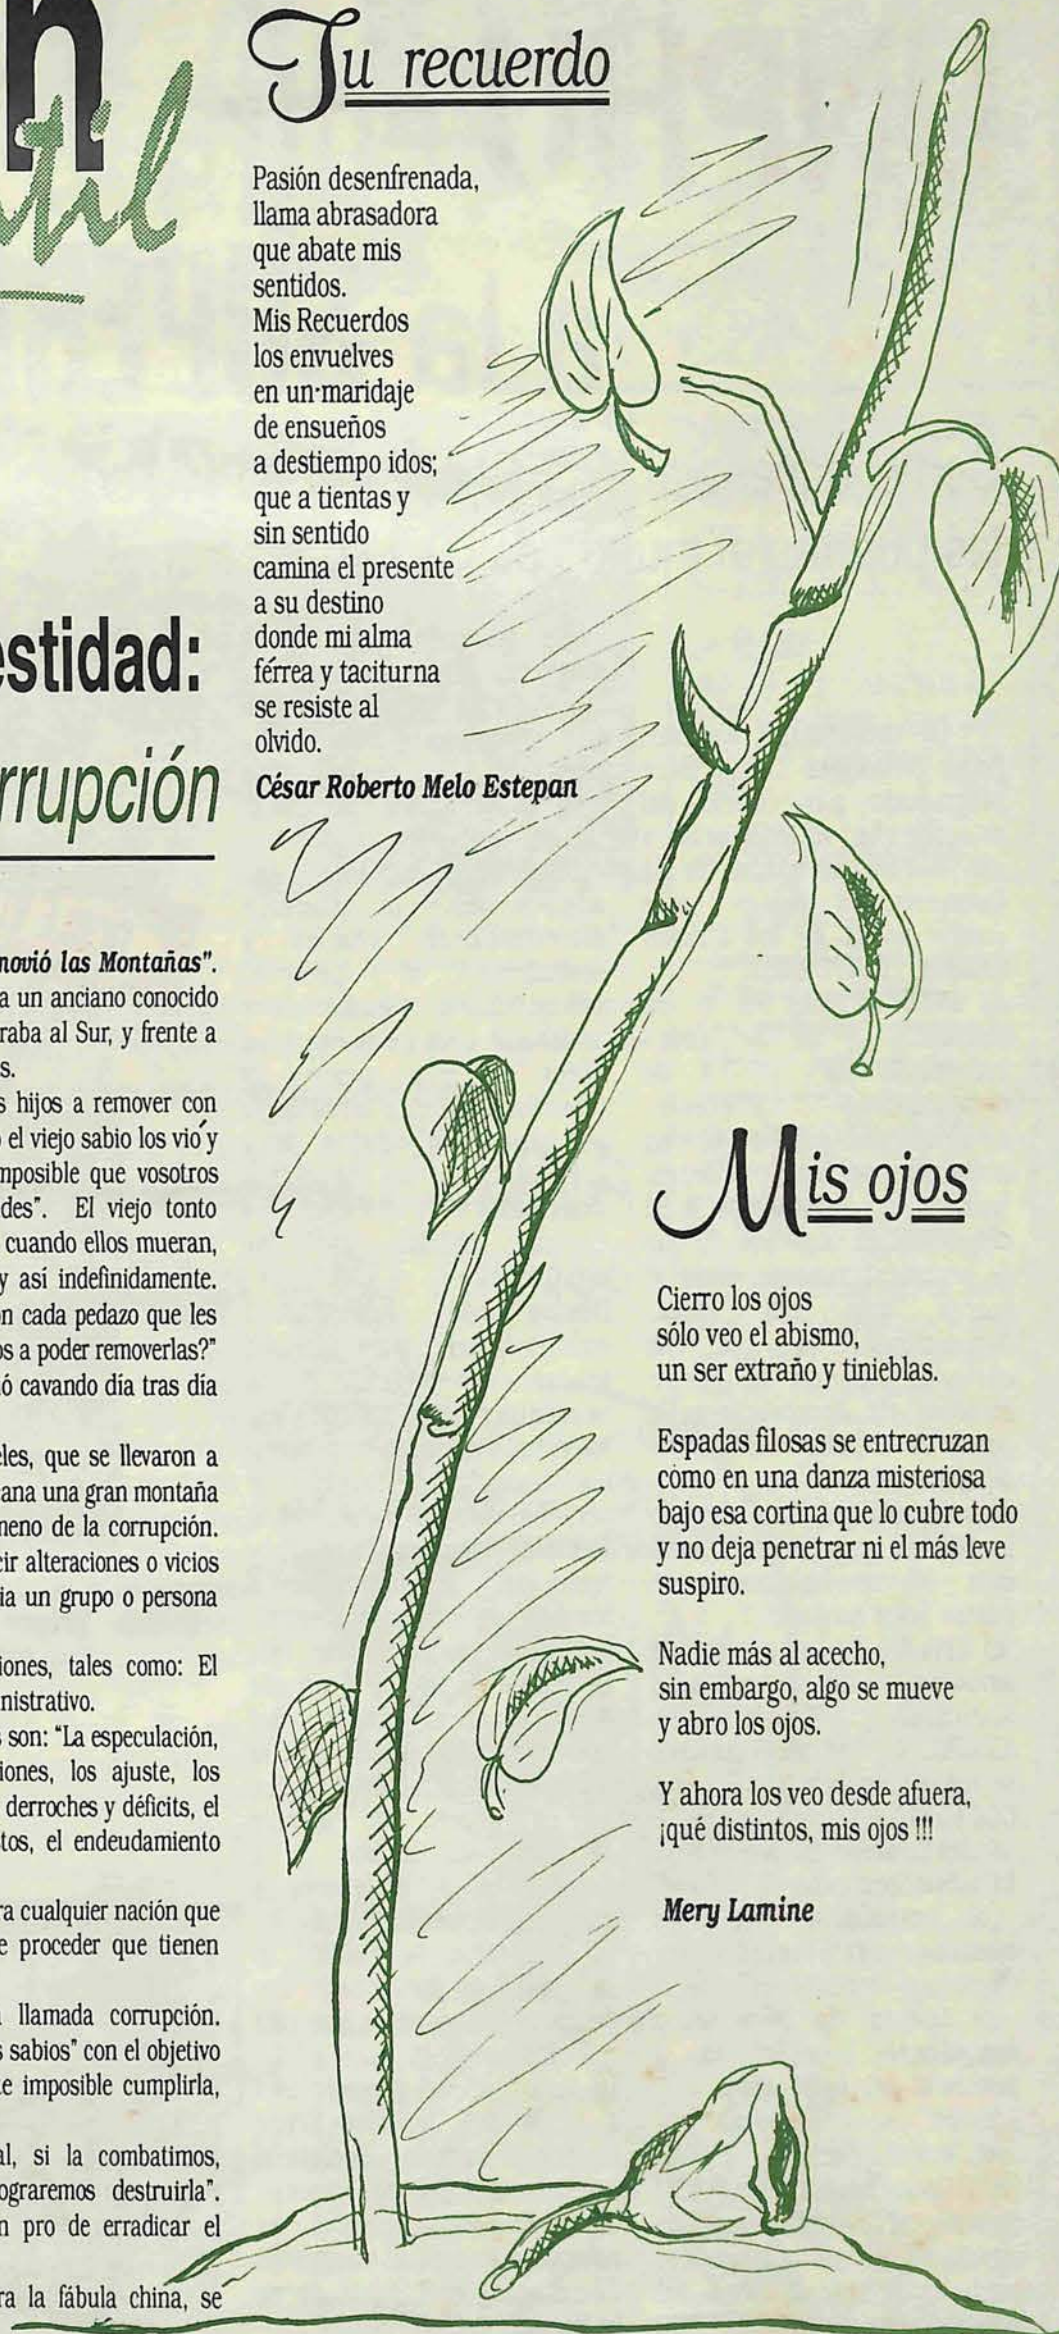 n
til
estidad:
rrupción
movió las Montañas".
a un anciano conocido
raba al Sur, y frente a
s.
s hijos a remover con
o el viejo sabio los vio y
mposible que vosotros
des". El viejo tonto
cuando ellos mueran,
y así indefinidamente.
on cada pedazo que les
os a poder removerlas?"
ó cavando día tras día
eles, que se llevaron a
cana una gran montaña
meno de la corrupción.
cir alteraciones o vicios
ia un grupo o persona
iones, tales como: El
nistrativo.
s son: "La especulación,
iones, los ajuste, los
derroches y déficits, el
tos, el endeudamiento
ra cualquier nación que
e proceder que tienen
a llamada corrupción.
s sabios" con el objetivo
te imposible cumplirla,
al, si la combatimos,
ograremos destruirla".
n pro de erradicar el
ra la fábula china, se
Tu recuerdo
Pasión desenfrenada,
llama abrasadora
que abate mis
sentidos.
Mis Recuerdos
los envuelves
en un maridaje
de ensueños
a destiempo idos;
que a tientas y
sin sentido
camina el presente
a su destino
donde mi alma
férrea y taciturna
se resiste al
olvido.
César Roberto Melo Estepan
Mis ojos
Cierro los ojos
sólo veo el abismo,
un ser extraño y tinieblas.
Espadas filosas se entrecruzan
como en una danza misteriosa
bajo esa cortina que lo cubre todo
y no deja penetrar ni el más leve
suspiro.
Nadie más al acecho,
sin embargo, algo se mueve
y abro los ojos.
Y ahora los veo desde afuera,
¡qué distintos, mis ojos !!!
Mery Lamine